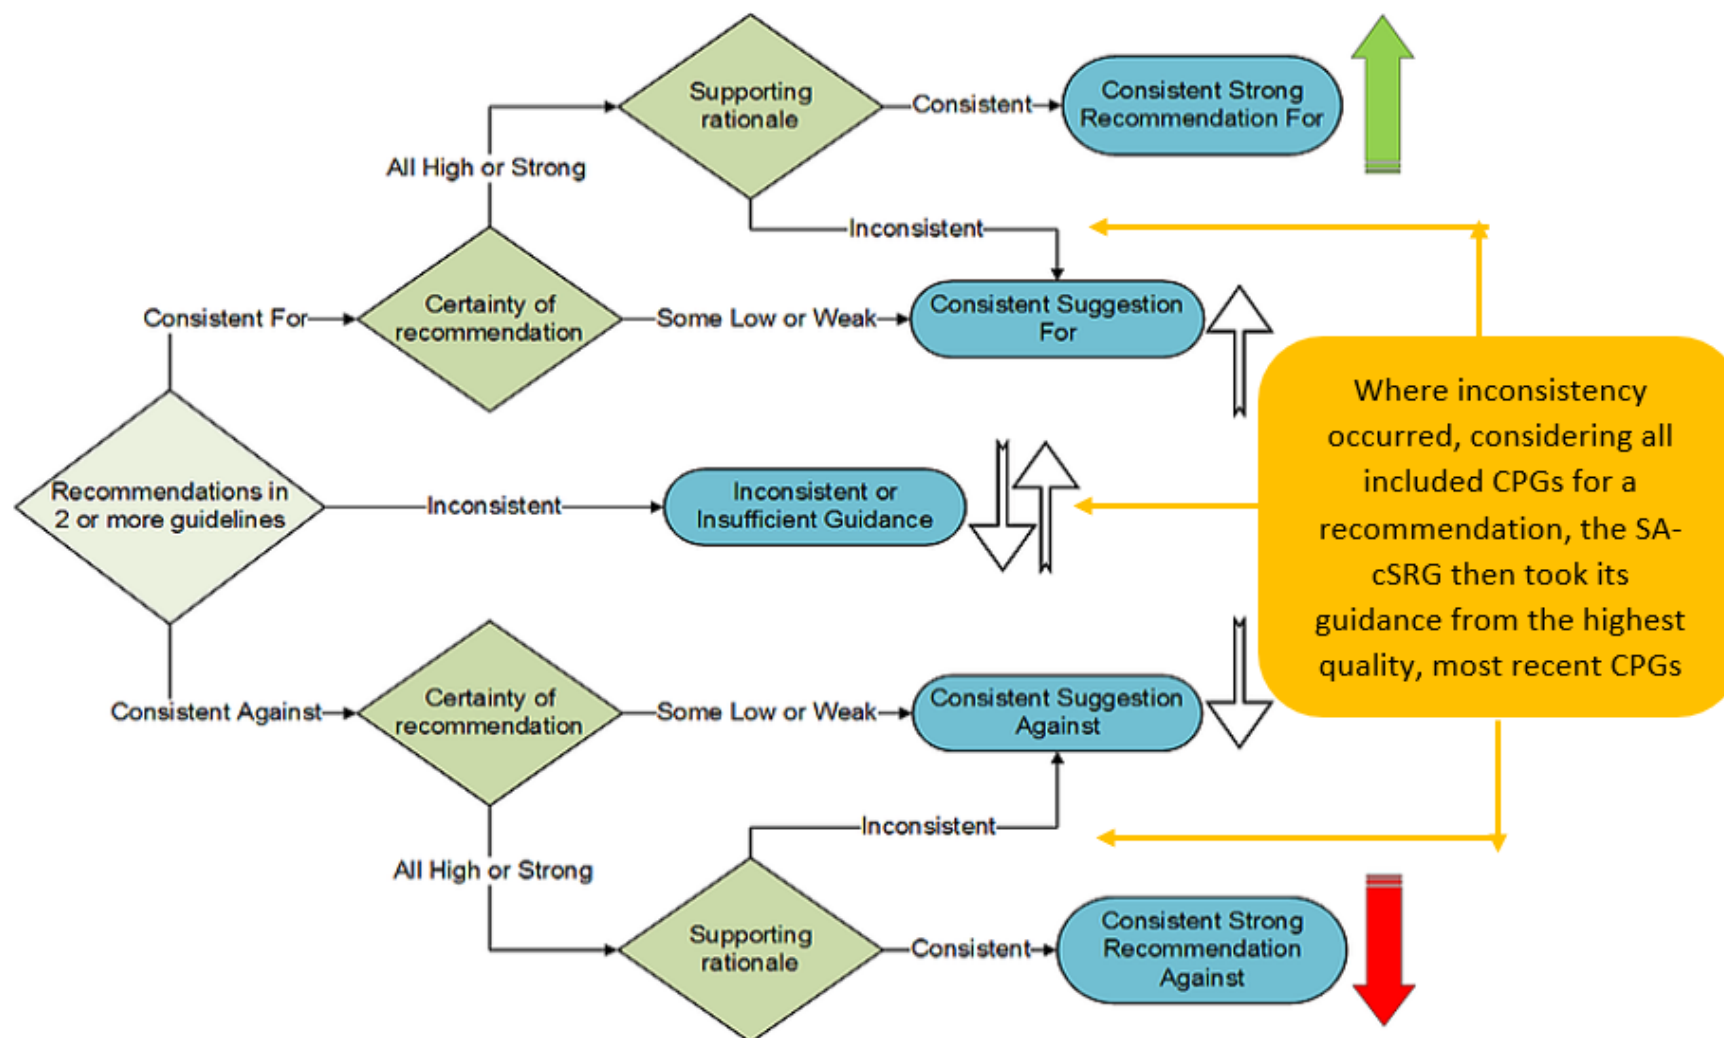 Supporting
rationale
Consistent
Consistent Strong
Recommendation For
All High or Strong
Inconsistent
Consistent For
Certainty of
recommendation
Some Low or Weak
Consistent Suggestion
For
Recommendations in
2 or more guidelines
Inconsistent
Inconsistent or
Insufficient Guidance
Where inconsistency
occurred, considering all
included CPGs for a
recommendation, the SA-
cSRG then took its
guidance from the highest
quality, most recent CPGs
Consistent Against
Certainty of
recommendation
Some Low or Weak
Consistent Suggestion
Against
Inconsistent
All High or Strong
Supporting
rationale
Consistent
Consistent Strong
Recommendation
Against